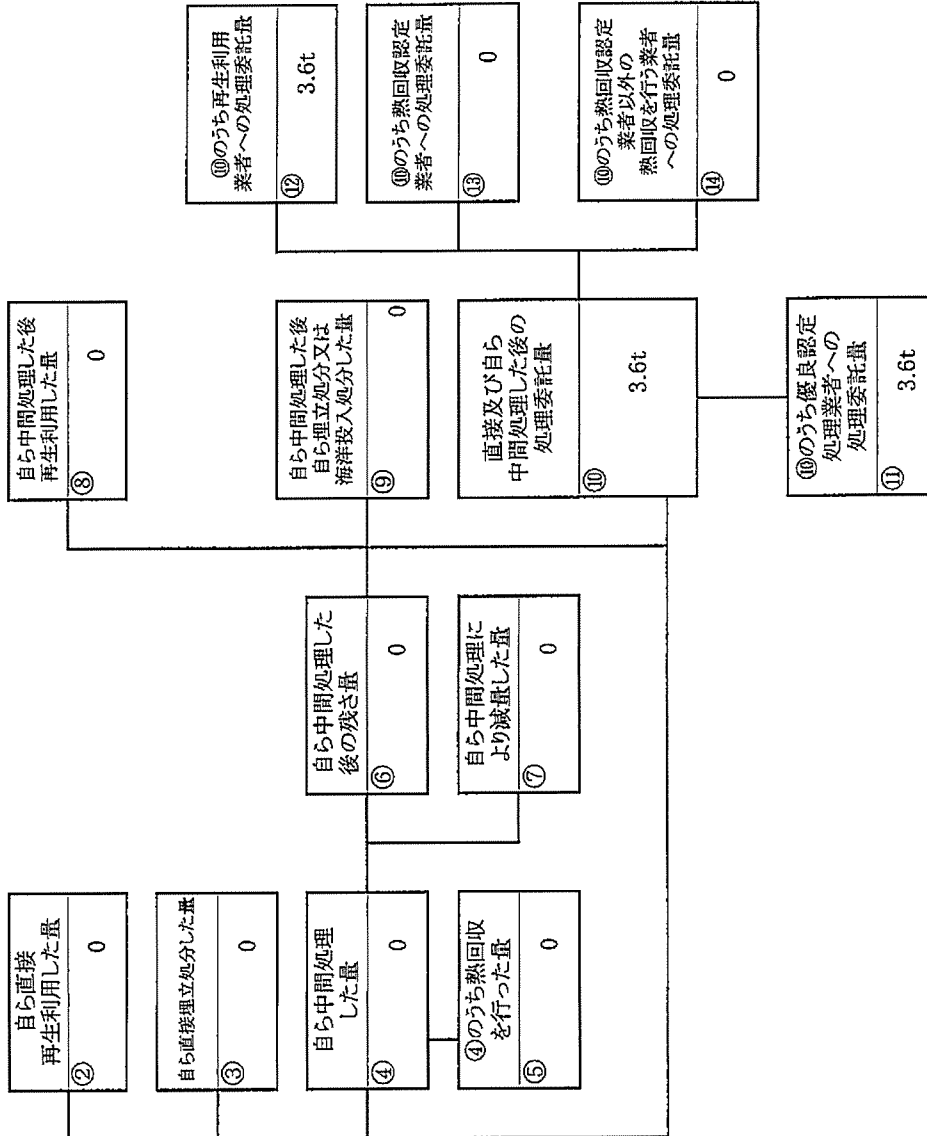 自ら直接
再生利用した量
②
0
自ら直接埋立処分した量
③
0
自ら中間処理
した量
④
0
④のうち熱回収
を行った量
⑤
0
自ら中間処理した
後の残さ量
⑥
0
自ら中間処理に
より減量した量
⑦
0
自ら中間処理した後
再生利用した量
⑧
0
自ら中間処理した後
自ら埋立処分又は
海洋投入処分した量
⑨
0
直接及び自ら
中間処理した後の
処理委託量
⑩
3.6t
⑩のうち優良認定
処理業者への
処理委託量
⑪
3.6t
⑩のうち再生利用
業者への処理委託量
⑫
3.6t
⑩のうち熱回収認定
業者への処理委託量
⑬
0
⑩のうち熱回収認定
業者以外の
熱回収を行う業者
への処理委託量
⑭
0